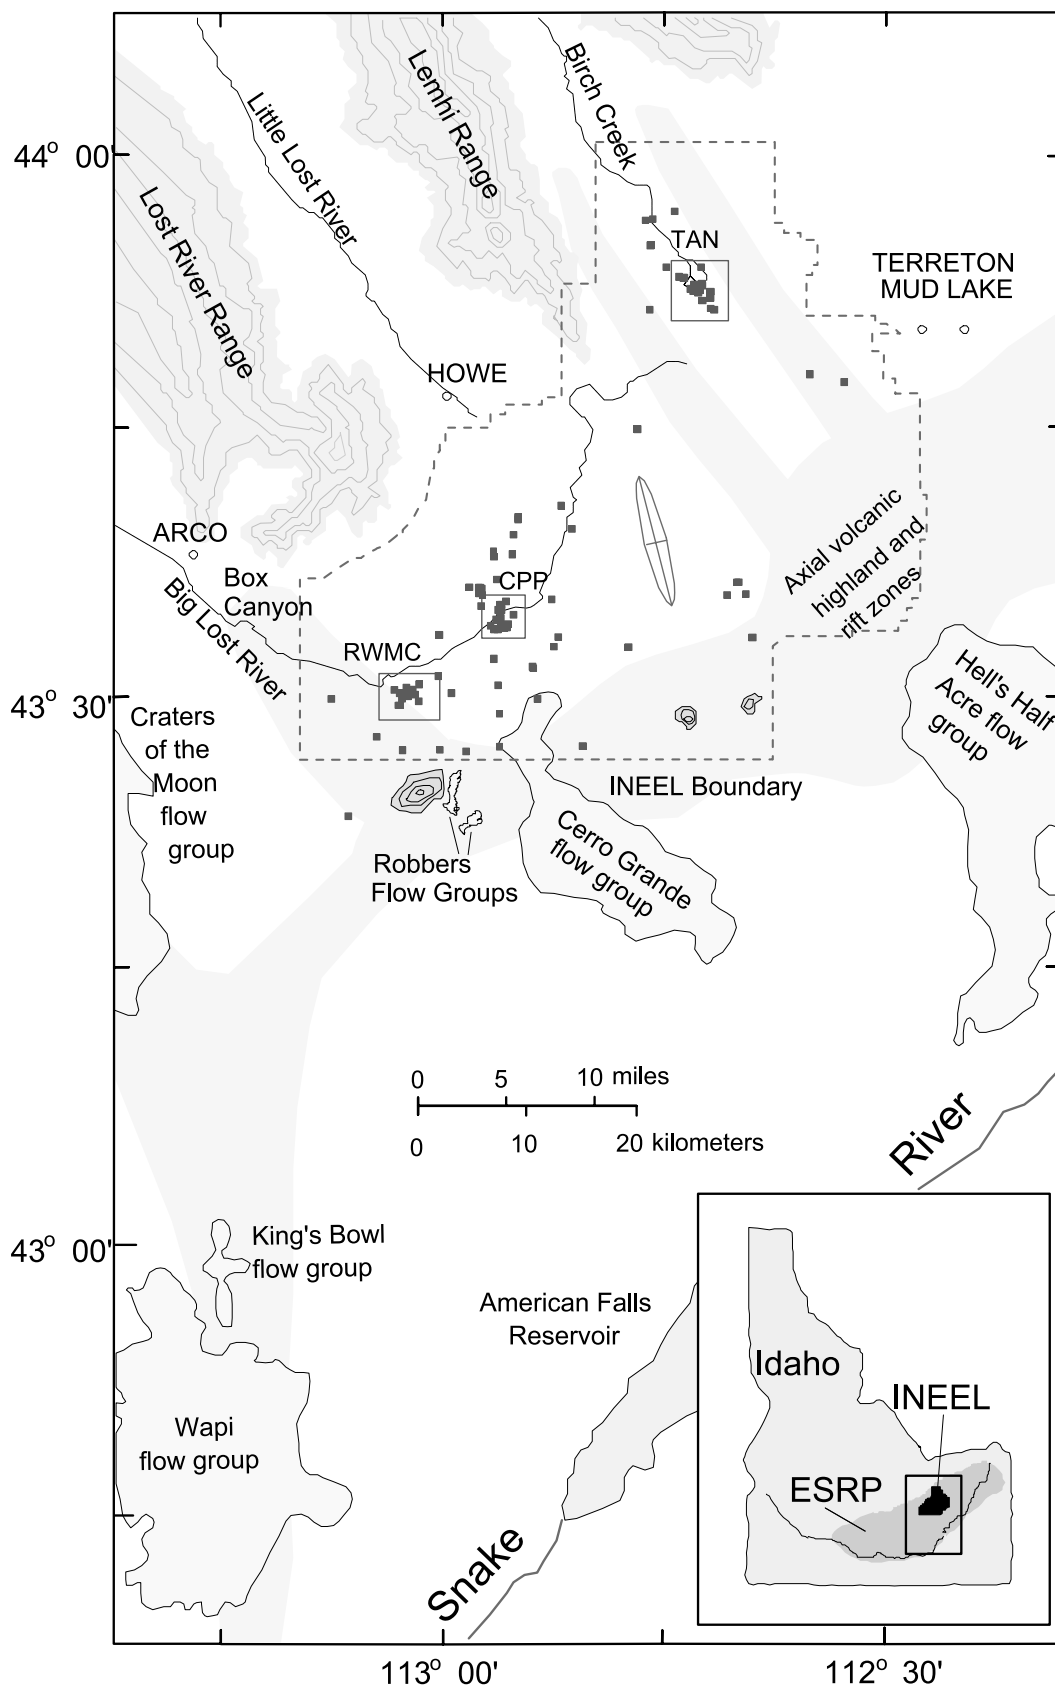 Birch Creek
Lemhi Range
Little Lost River
Lost River Range
44° 00'
TAN
TERRETON
MUD LAKE
HOWE
ARCO
Box
Canyon
Big Lost River
CPP
RWMC
Axial volcanic
highland and
rift zones
43° 30'
Craters
of the
Moon
flow
group
Hell's Half
Acre flow
group
INEEL Boundary
Cerro Grande
flow group
Robbers
Flow Groups
0 5 10 miles
0 10 20 kilometers
River
43° 00'
King's Bowl
flow group
American Falls
Reservoir
Wapi
flow group
Snake
Idaho
INEEL
ESRP
113° 00'
112° 30'